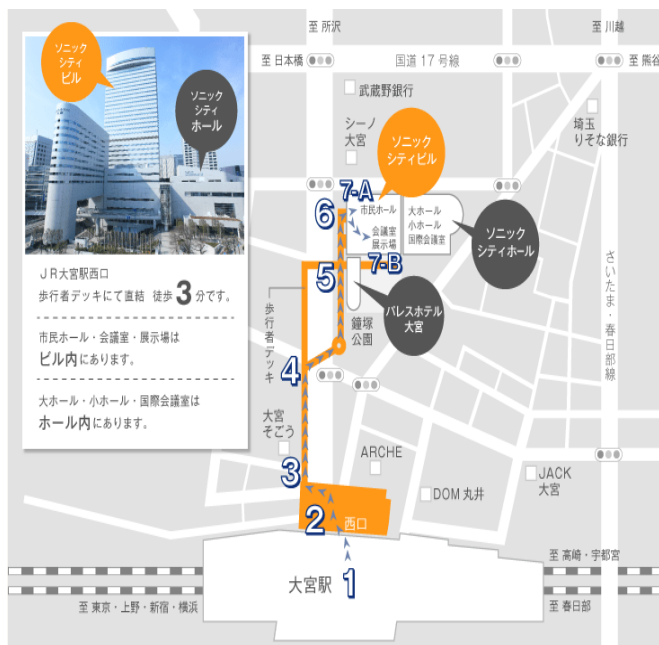 ソニック
シティ
ビル
ソニック
シティ
ホール
JR大宮駅西口
歩行者デッキにて直結 徒歩3分です。
市民ホール・会議室・展示場は
ビル内にあります。
大ホール・小ホール・国際会議室は
ホール内にあります。
至 所沢
至 川越
至 日本橋
国道17号線
至 熊谷
武蔵野銀行
シーノ
大宮
ソニック
シティビル
埼玉
りそな銀行
7-A
6
市民ホール
会議室
展示場
大ホール
小ホール
国際会議室
ソニック
シティホール
7-B
5
パレスホテル
大宮
鐘塚
公園
歩行者デッキ
さいたま・春日部線
4
大宮
そごう
3
ARCHE
JACK
大宮
DOM 丸井
2
西口
1
大宮駅
至 高崎・宇都宮
至 東京・上野・新宿・横浜
至 春日部